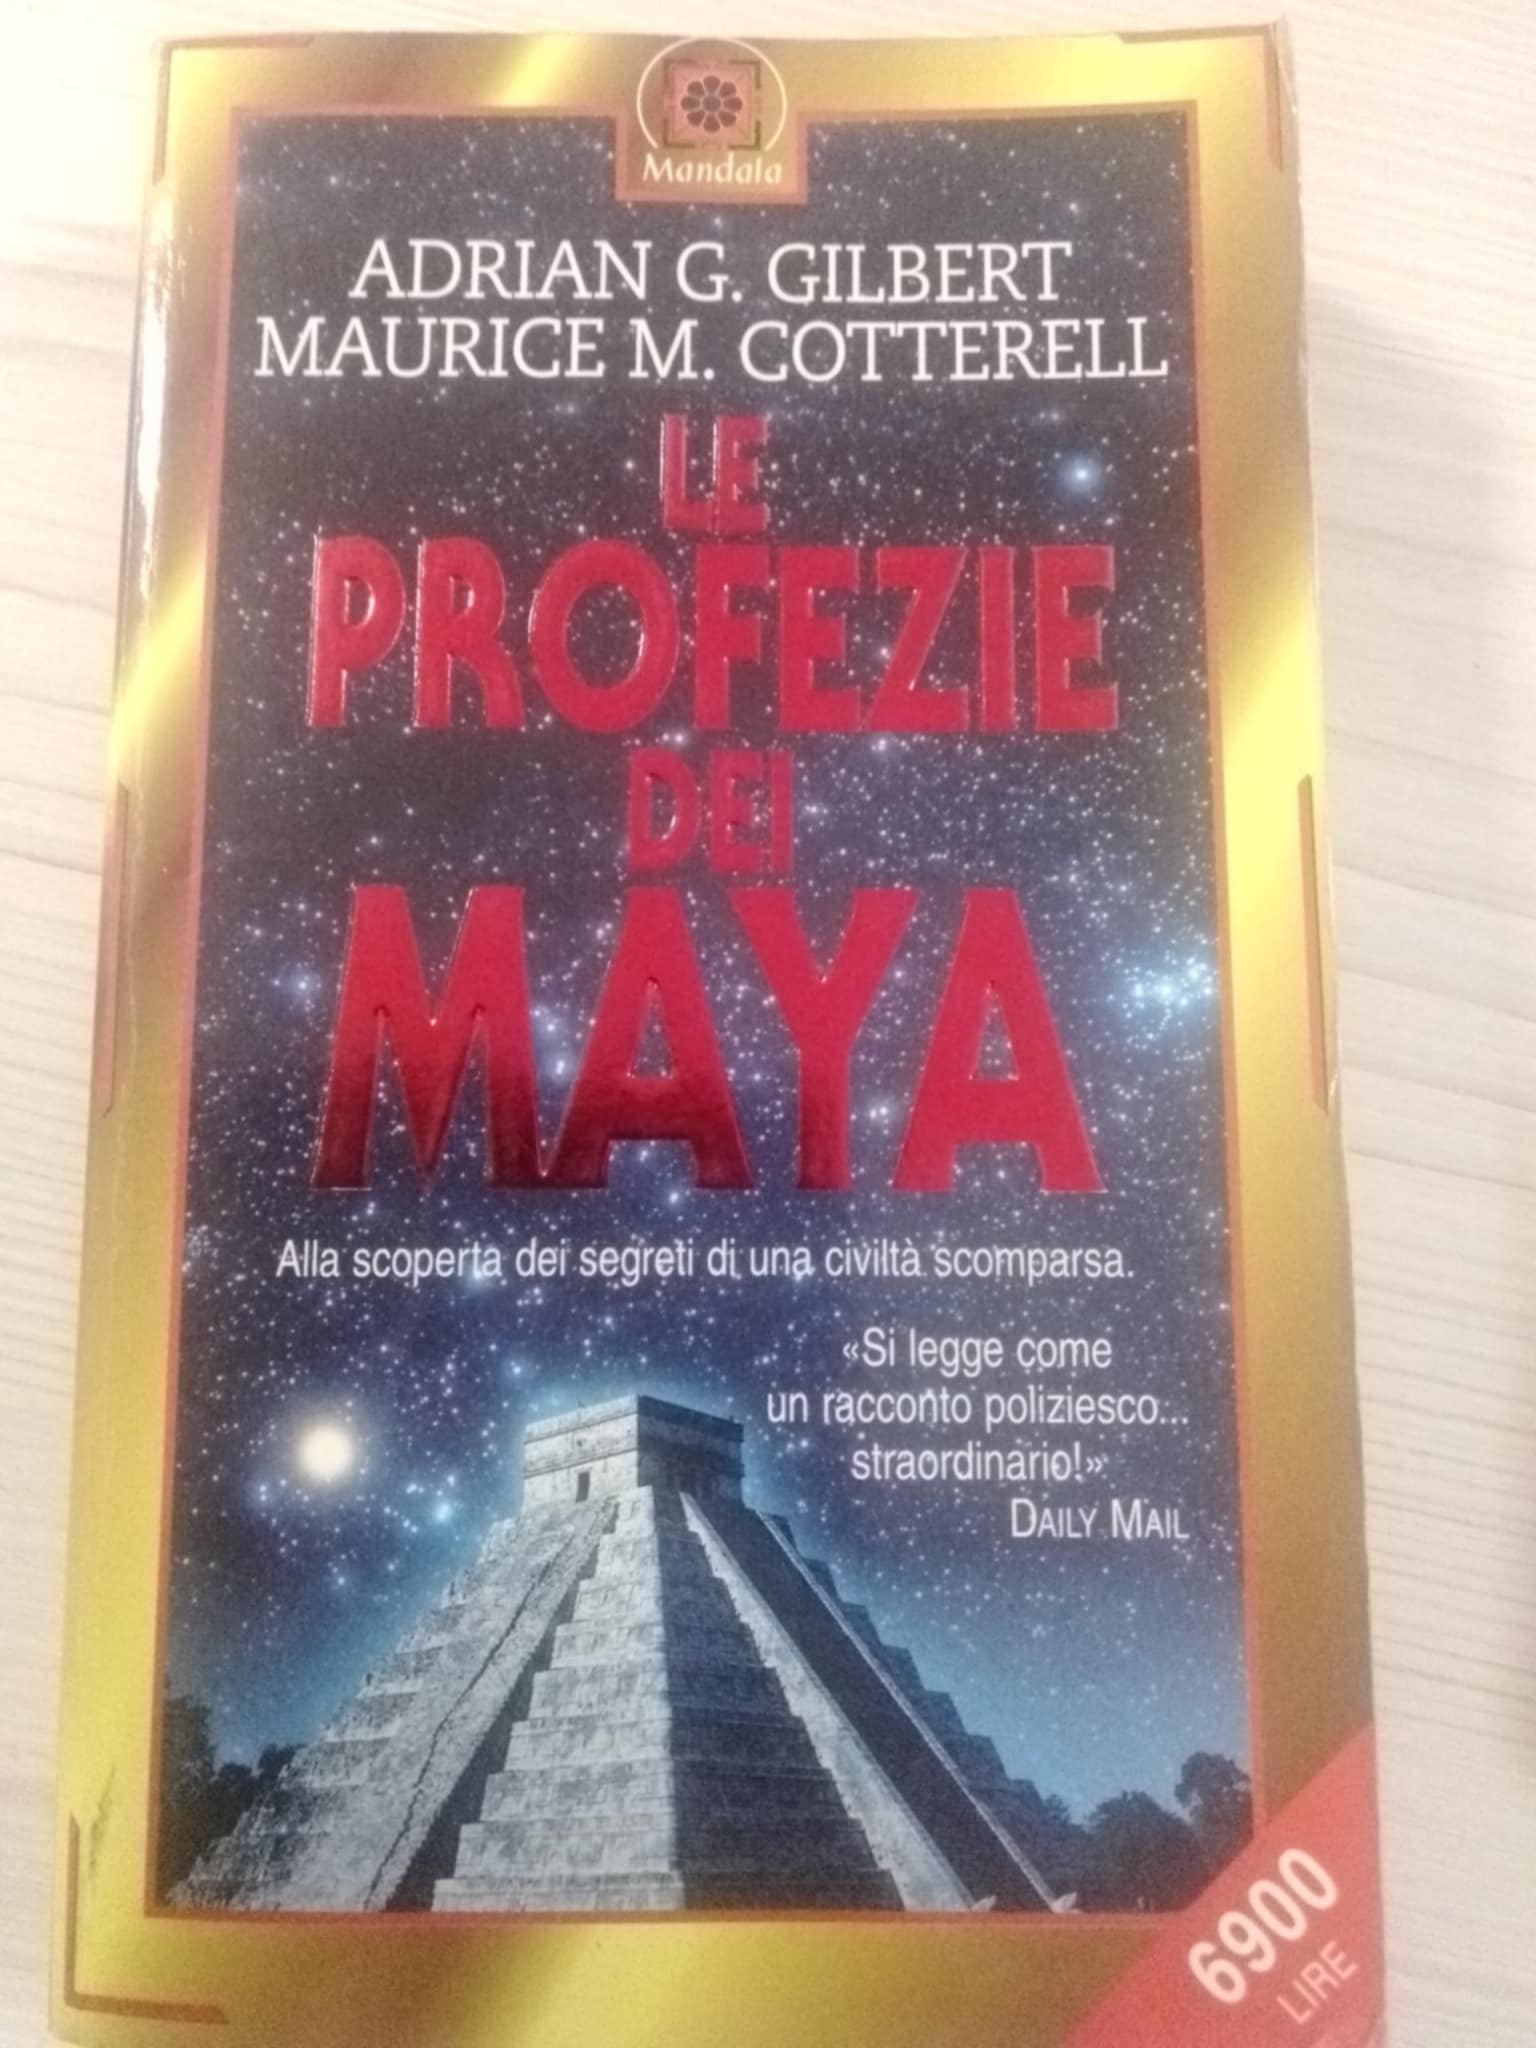 Mandala
ADRIAN G. GILBERT
MAURICE M. COTTERELL
LE
PROFEZIE
DEI
MAYA
Alla scoperta dei segreti di una civiltà scomparsa.
«Si legge come
un racconto poliziesco...
straordinario!»
DAILY MAIL
6900
LIRE